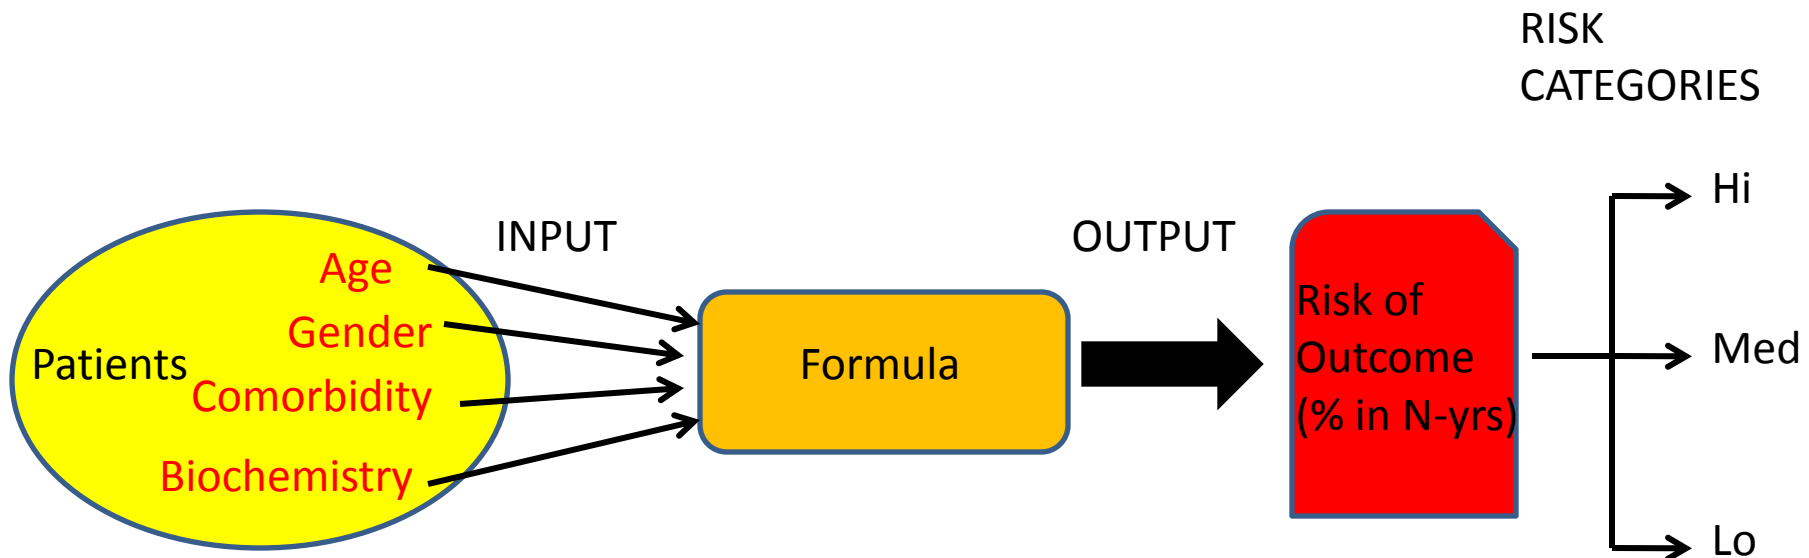 RISK
CATEGORIES
Hi
INPUT
OUTPUT
Age
Gender
Patients
Comorbidity
Biochemistry
Formula
Risk of
Outcome
(% in N-yrs)
Med
Lo